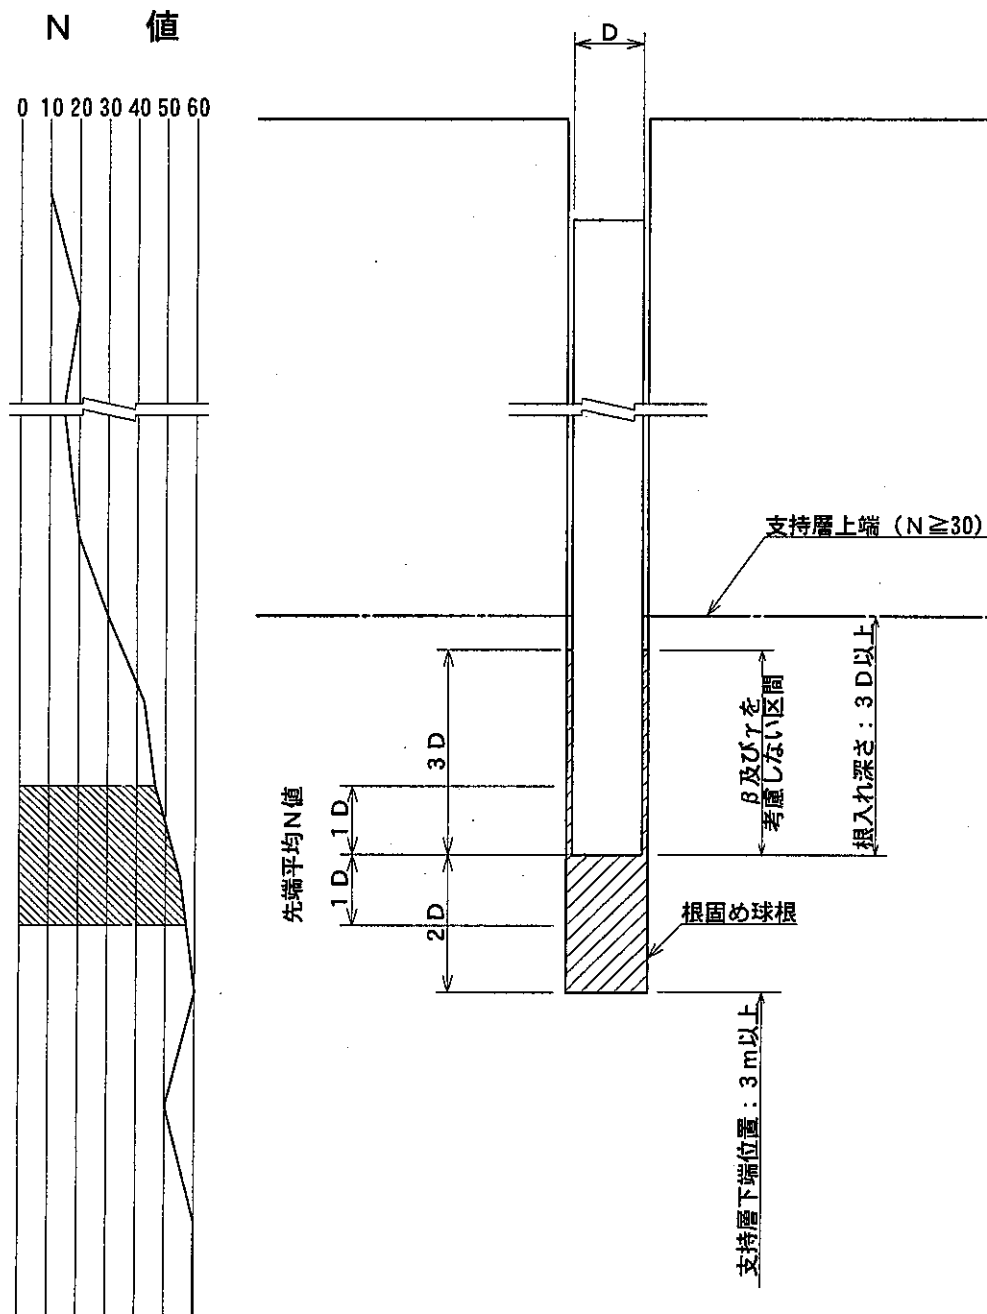 N 値
0 10 20 30 40 50 60
D
支持層上端 (N≧30)
3D
1D
1D
2D
先端平均N値
β及びγを
考慮しない区間
根入れ深さ:3D以上
根固め球根
支持層下端位置:3m以上